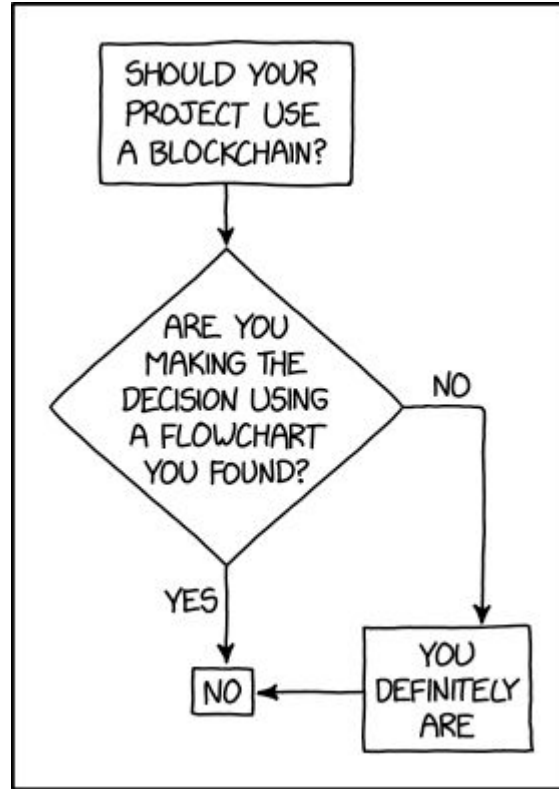 SHOULD YOUR
PROJECT USE
A BLOCKCHAIN?
ARE YOU
MAKING THE
DECISION USING
A FLOWCHART
YOU FOUND?
NO
YES
YOU
DEFINITELY
ARE
NO